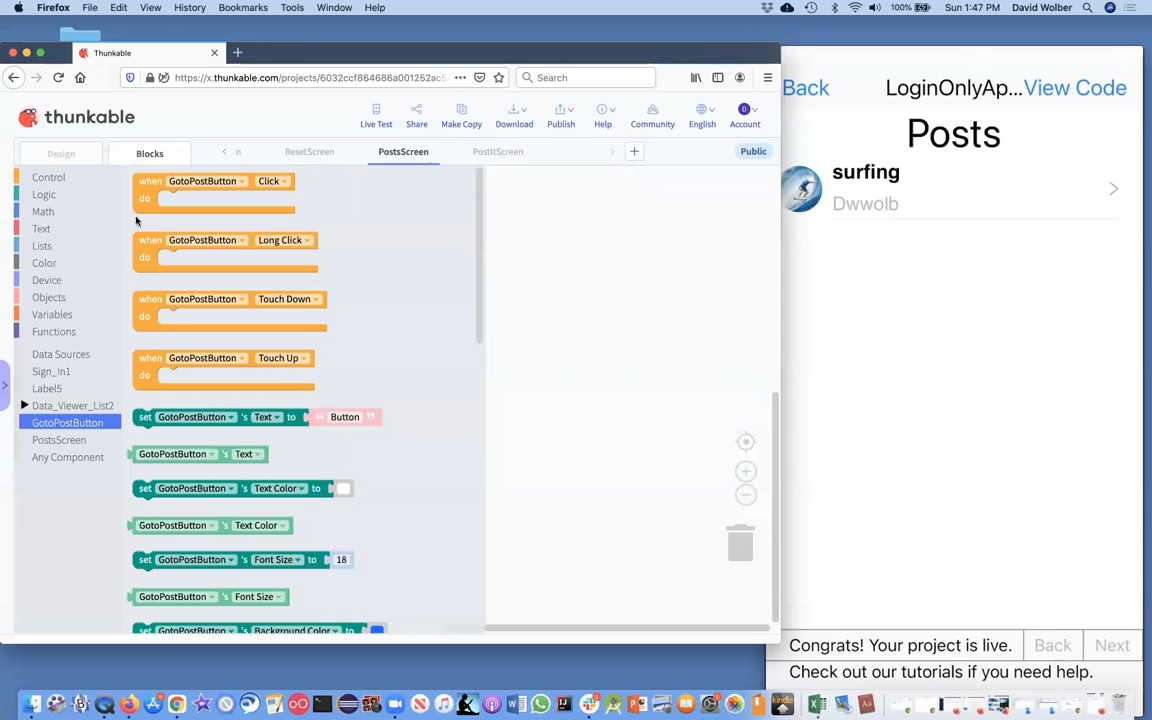 Firefox File Edit View History Bookmarks Tools Window Help 100% Sun 1:47 PM David Wolber
Thunkable
https://x.thunkable.com/projects/6032ccf864686a001252ac5
Search
thunkable
Live Test Share Make Copy Download Publish Help Community English Account
D
Design Blocks n ResetScreen PostsScreen PostItScreen Public
Control
Logic
Math
Text
Lists
Color
Device
Objects
Variables
Functions
Data Sources
Sign_In1
Label5
Data_Viewer_List2
GotoPostButton
PostsScreen
Any Component
when GotoPostButton Click
do
when GotoPostButton Long Click
do
when GotoPostButton Touch Down
do
when GotoPostButton Touch Up
do
set GotoPostButton 's Text to “ Button ”
GotoPostButton 's Text
set GotoPostButton 's Text Color to
GotoPostButton 's Text Color
set GotoPostButton 's Font Size to 18
GotoPostButton 's Font Size
set GotoPostButton 's Background Color to
Back LoginOnlyAp... View Code
Posts
surfing
Dwwolb
Congrats! Your project is live. Back Next
Check out our tutorials if you need help.